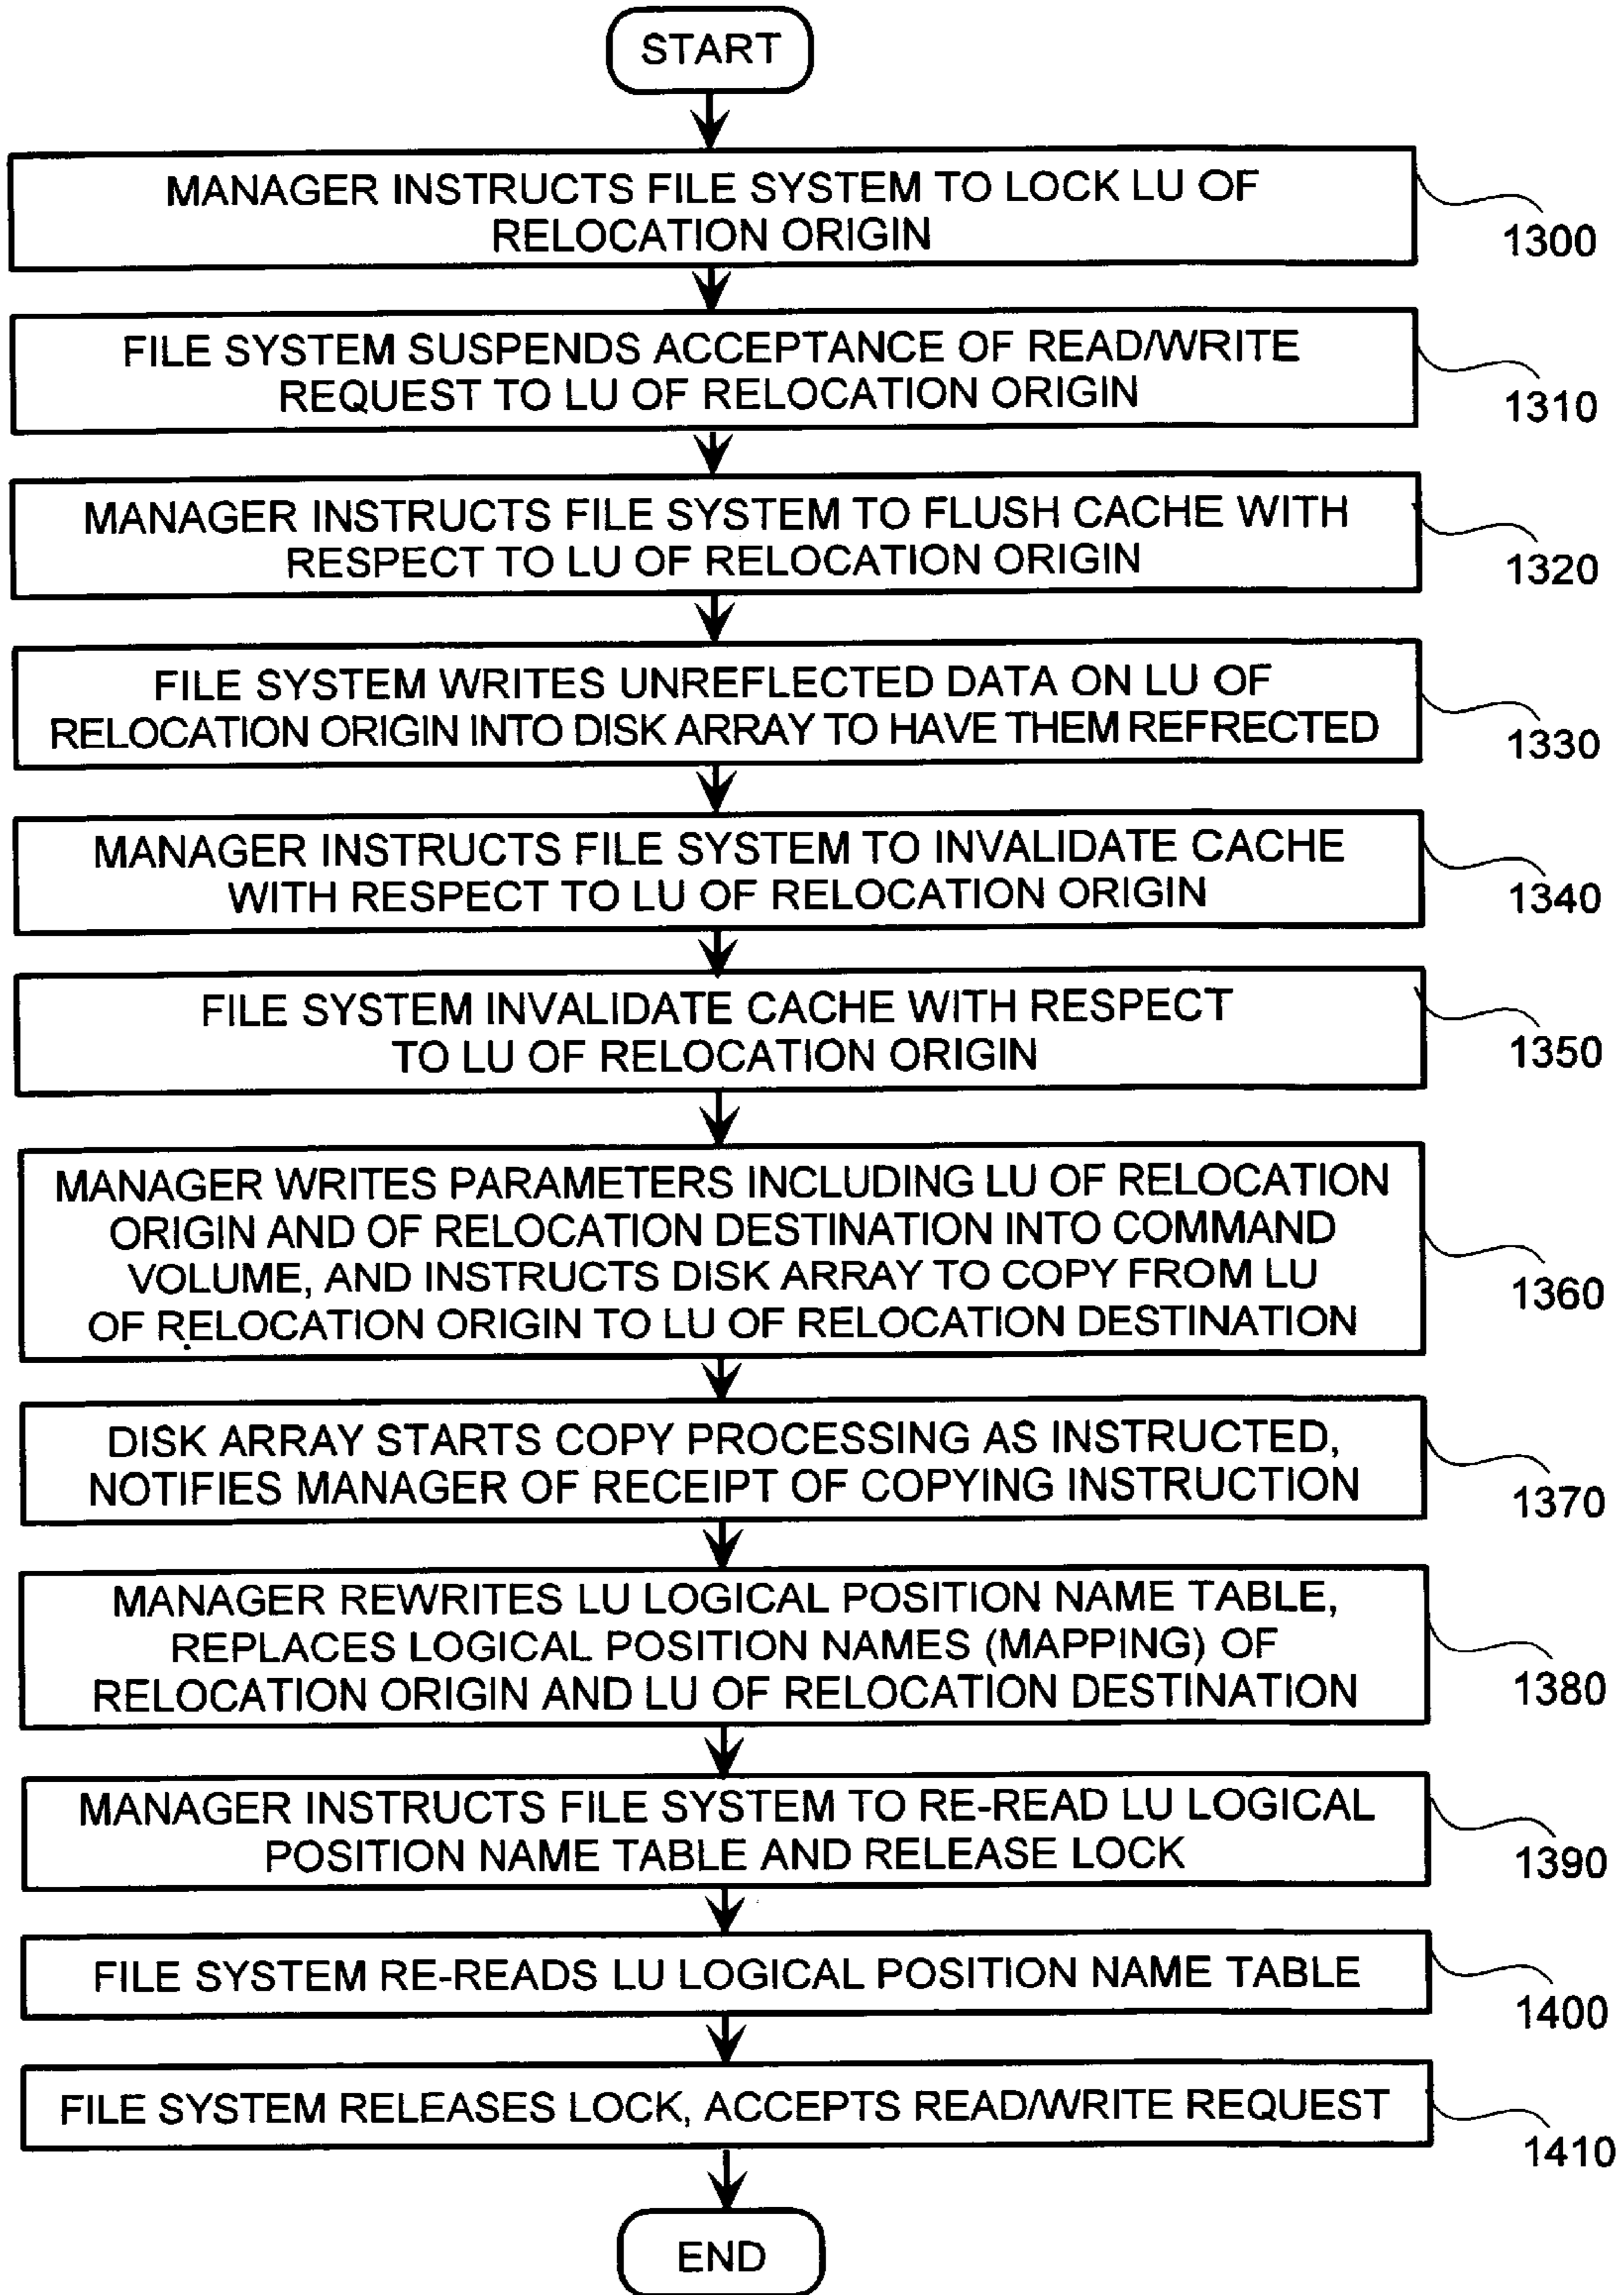 START
MANAGER INSTRUCTS FILE SYSTEM TO LOCK LU OF
RELOCATION ORIGIN
1300
FILE SYSTEM SUSPENDS ACCEPTANCE OF READ/WRITE
REQUEST TO LU OF RELOCATION ORIGIN
1310
MANAGER INSTRUCTS FILE SYSTEM TO FLUSH CACHE WITH
RESPECT TO LU OF RELOCATION ORIGIN
1320
FILE SYSTEM WRITES UNREFLECTED DATA ON LU OF
RELOCATION ORIGIN INTO DISK ARRAY TO HAVE THEM REFRECTED
1330
MANAGER INSTRUCTS FILE SYSTEM TO INVALIDATE CACHE
WITH RESPECT TO LU OF RELOCATION ORIGIN
1340
FILE SYSTEM INVALIDATE CACHE WITH RESPECT
TO LU OF RELOCATION ORIGIN
1350
MANAGER WRITES PARAMETERS INCLUDING LU OF RELOCATION
ORIGIN AND OF RELOCATION DESTINATION INTO COMMAND
VOLUME, AND INSTRUCTS DISK ARRAY TO COPY FROM LU
OF RELOCATION ORIGIN TO LU OF RELOCATION DESTINATION
1360
DISK ARRAY STARTS COPY PROCESSING AS INSTRUCTED,
NOTIFIES MANAGER OF RECEIPT OF COPYING INSTRUCTION
1370
MANAGER REWRITES LU LOGICAL POSITION NAME TABLE,
REPLACES LOGICAL POSITION NAMES (MAPPING) OF
RELOCATION ORIGIN AND LU OF RELOCATION DESTINATION
1380
MANAGER INSTRUCTS FILE SYSTEM TO RE-READ LU LOGICAL
POSITION NAME TABLE AND RELEASE LOCK
1390
FILE SYSTEM RE-READS LU LOGICAL POSITION NAME TABLE
1400
FILE SYSTEM RELEASES LOCK, ACCEPTS READ/WRITE REQUEST
1410
END